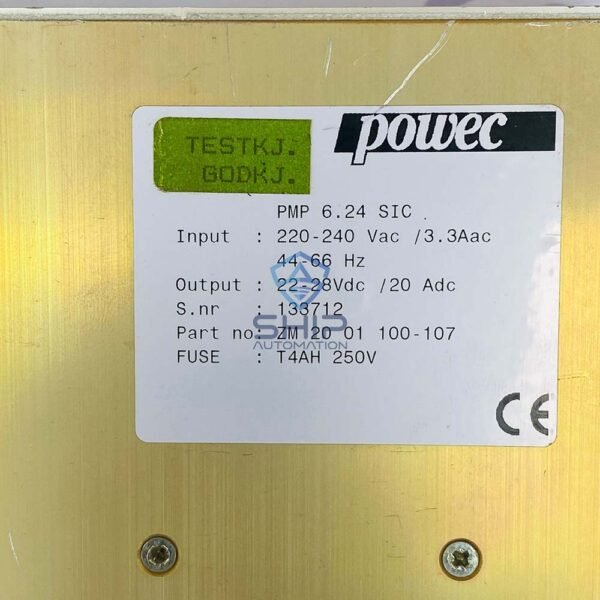 TESTKJ.
GODKJ.
powec
PMP 6.24 SIC
Input : 220-240 Vac /3.3Aac
44-66 Hz
Output : 22-28Vdc /20 Adc
S.nr : 133712
Part no: ZM 20 01 100-107
FUSE : T4AH 250V
SHIP
AUTOMATION
CE